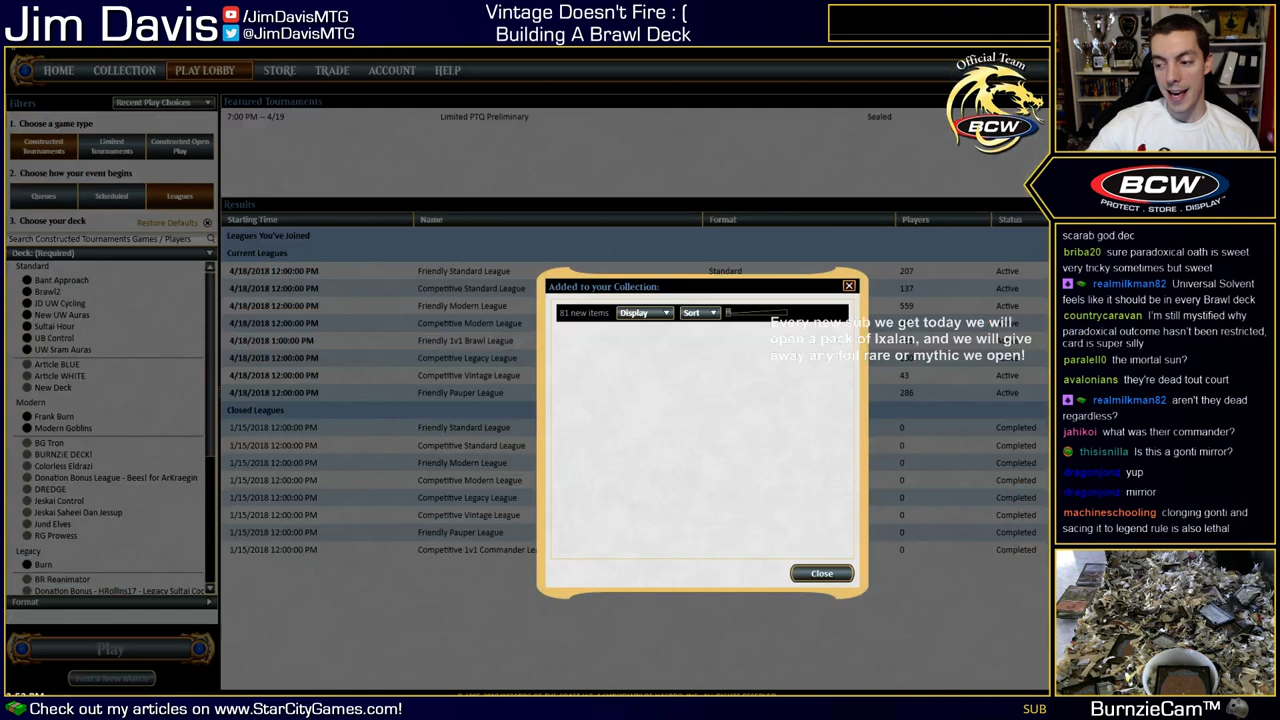 Jim Davis
/JimDavisMTG
@JimDavisMTG
Vintage Doesn't Fire : (
Building A Brawl Deck
HOME COLLECTION PLAY LOBBY STORE TRADE ACCOUNT HELP
Filters
Recent Play Choices
1. Choose a game type
Constructed Tournaments
Limited Tournaments
Constructed Open Play
2. Choose how your event begins
Queues Scheduled Leagues
3. Choose your deck Restore Defaults
Search Constructed Tournaments Games / Players
Deck: (Required)
Standard
Bant Approach
Brawl2
JD UW Cycling
New UW Auras
Sultai Hour
UB Control
UW Sram Auras
Article BLUE
Article WHITE
New Deck
Modern
Frank Burn
Modern Goblins
BG Tron
BURNZIE DECK!
Colorless Eldrazi
Donation Bonus League - Bees! for ArKraegin
DREDGE
Jeskai Control
Jeskai Saheei Dan Jessup
Jund Elves
RG Prowess
Legacy
Burn
BR Reanimator
Donation Bonus - HRollins17 - Legacy Sultai Coc
Format
Play
Host a New Match
Featured Tournaments
7:00 PM -- 4/19 Limited PTQ Preliminary Sealed
Results
Starting Time Name Format Players Status
Leagues You've Joined
Current Leagues
4/18/2018 12:00:00 PM Friendly Standard League Standard 207 Active
4/18/2018 12:00:00 PM Competitive Standard League 137 Active
4/18/2018 12:00:00 PM Friendly Modern League 559 Active
4/18/2018 12:00:00 PM Competitive Modern League Active
4/18/2018 1:00:00 PM Friendly 1v1 Brawl League Active
4/18/2018 12:00:00 PM Competitive Legacy League Active
4/18/2018 12:00:00 PM Competitive Vintage League 43 Active
4/18/2018 12:00:00 PM Friendly Pauper League 286 Active
Closed Leagues
1/15/2018 12:00:00 PM Friendly Standard League 0 Completed
1/15/2018 12:00:00 PM Competitive Standard League 0 Completed
1/15/2018 12:00:00 PM Friendly Modern League 0 Completed
1/15/2018 12:00:00 PM Competitive Modern League 0 Completed
1/15/2018 12:00:00 PM Competitive Legacy League 0 Completed
1/15/2018 12:00:00 PM Competitive Vintage League 0 Completed
1/15/2018 12:00:00 PM Friendly Pauper League 0 Completed
1/15/2018 12:00:00 PM Competitive 1v1 Commander Le 0 Completed
Added to your Collection:
81 new items Display Sort
Every new sub we get today we will
open a pack of Ixalan, and we will give
away any foil rare or mythic we open!
Close
Official Team
BCW
BCW
PROTECT . STORE . DISPLAY
scarab god.dec
briba20 sure paradoxical oath is sweet
very tricky sometimes but sweet
realmilkman82 Universal Solvent
feels like it should be in every Brawl deck
countrycaravan I'm still mystified why
paradoxical outcome hasn't been restricted,
card is super silly
paralell0 the imortal sun?
avalonians they're dead tout court
realmilkman82 aren't they dead
regardless?
jahikoi what was their commander?
thisisnilla Is this a gonti mirror?
dragonjonz yup
dragonjonz mirrior
machineschooling clonging gonti and
sacing it to legend rule is also lethal
Check out my articles on www.StarCityGames.com!
SUB
BurnzieCam™